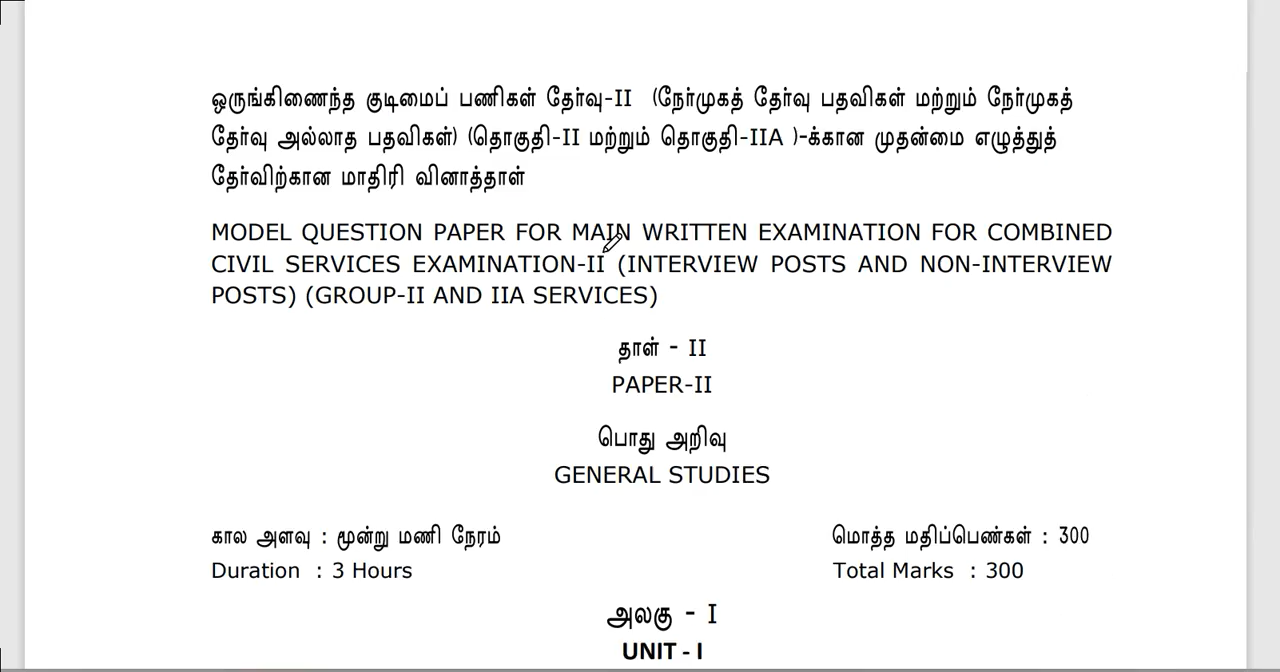 ஒருங்கிணைந்த குடிமைப் பணிகள் தேர்வு-II (நேர்முகத் தேர்வு பதவிகள் மற்றும் நேர்முகத்
தேர்வு அல்லாத பதவிகள்) (தொகுதி-II மற்றும் தொகுதி-IIA )-க்கான முதன்மை எழுத்துத்
தேர்விற்கான மாதிரி வினாத்தாள்
MODEL QUESTION PAPER FOR MAIN WRITTEN EXAMINATION FOR COMBINED
CIVIL SERVICES EXAMINATION-II (INTERVIEW POSTS AND NON-INTERVIEW
POSTS) (GROUP-II AND IIA SERVICES)
தாள் - II
PAPER-II
பொது அறிவு
GENERAL STUDIES
கால அளவு : மூன்று மணி நேரம் மொத்த மதிப்பெண்கள் : 300
Duration : 3 Hours Total Marks : 300
அலகு - I
UNIT - I